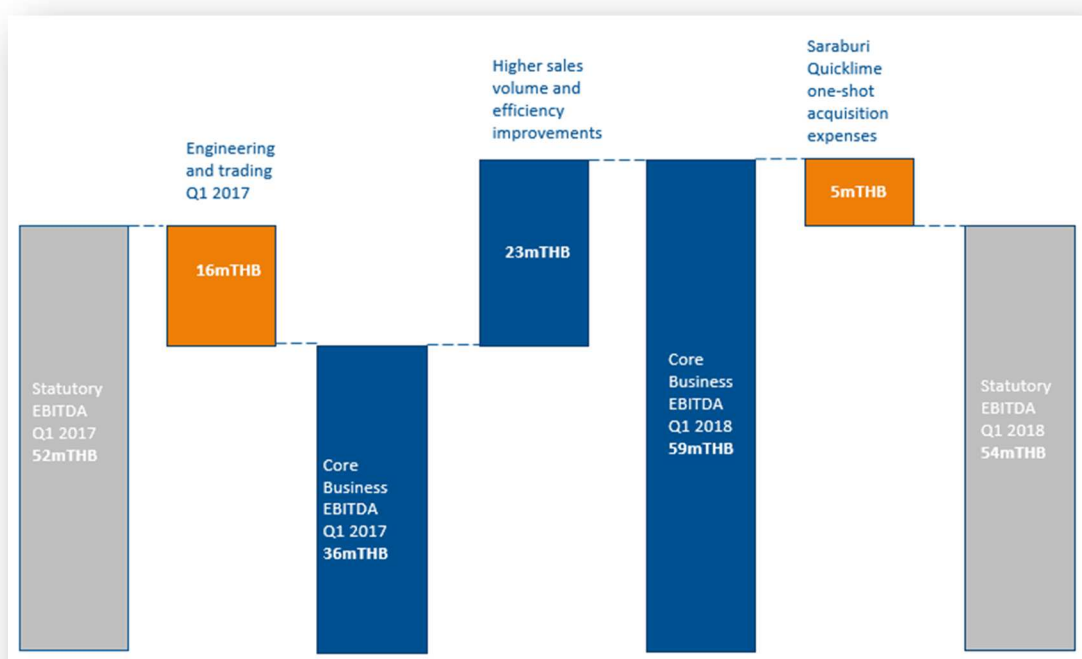 Engineering
and trading
Q1 2017
Higher sales
volume and
efficiency
improvements
Saraburi
Quicklime
one-shot
acquisition
expenses
Statutory
EBITDA
Q1 2017
52mTHB
16mTHB
Core
Business
EBITDA
Q1 2017
36mTHB
23mTHB
Core
Business
EBITDA
Q1 2018
59mTHB
5mTHB
Statutory
EBITDA
Q1 2018
54mTHB